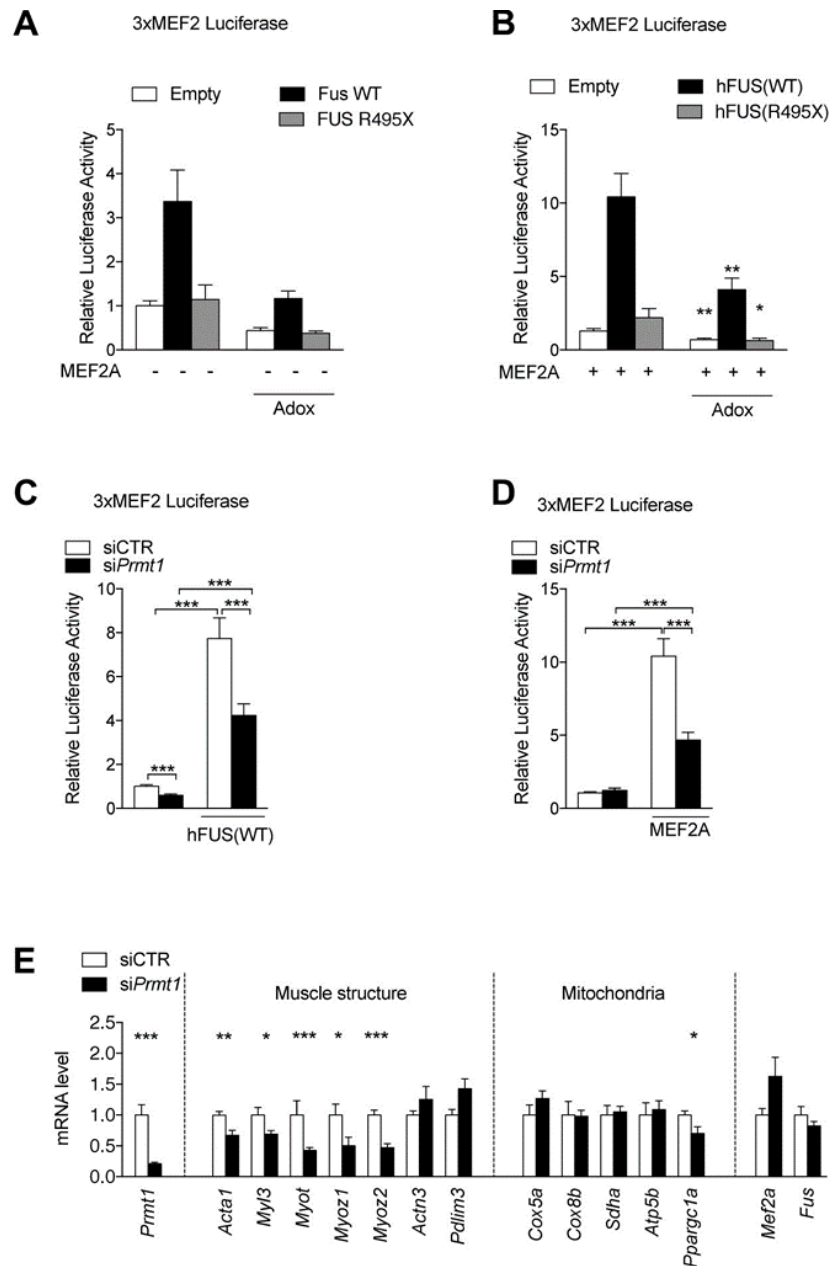 A
3xMEF2 Luciferase
Empty
Fus WT
FUS R495X
Relative Luciferase Activity
5
4
3
2
1
0
MEF2A
- - - - - -
Adox
B
3xMEF2 Luciferase
Empty
hFUS(WT)
hFUS(R495X)
Relative Luciferase Activity
15
10
5
0
** ** *
+ + + + + +
Adox
C
3xMEF2 Luciferase
siCTR
siPrmt1
Relative Luciferase Activity
10
8
6
4
2
0
***
*** ***
***
hFUS(WT)
D
3xMEF2 Luciferase
siCTR
siPrmt1
Relative Luciferase Activity
15
10
5
0
***
*** ***
MEF2A
E
siCTR
siPrmt1
Muscle structure
Mitochondria
mRNA level
2.5
2.0
1.5
1.0
0.5
0.0
*** ** * *** * *** *
Prmt1
Acta1
Myl3
Myot
Myoz1
Myoz2
Actn3
Pdlim3
Cox5a
Cox8b
Sdha
Atp5b
Ppargc1a
Mef2a
Fus